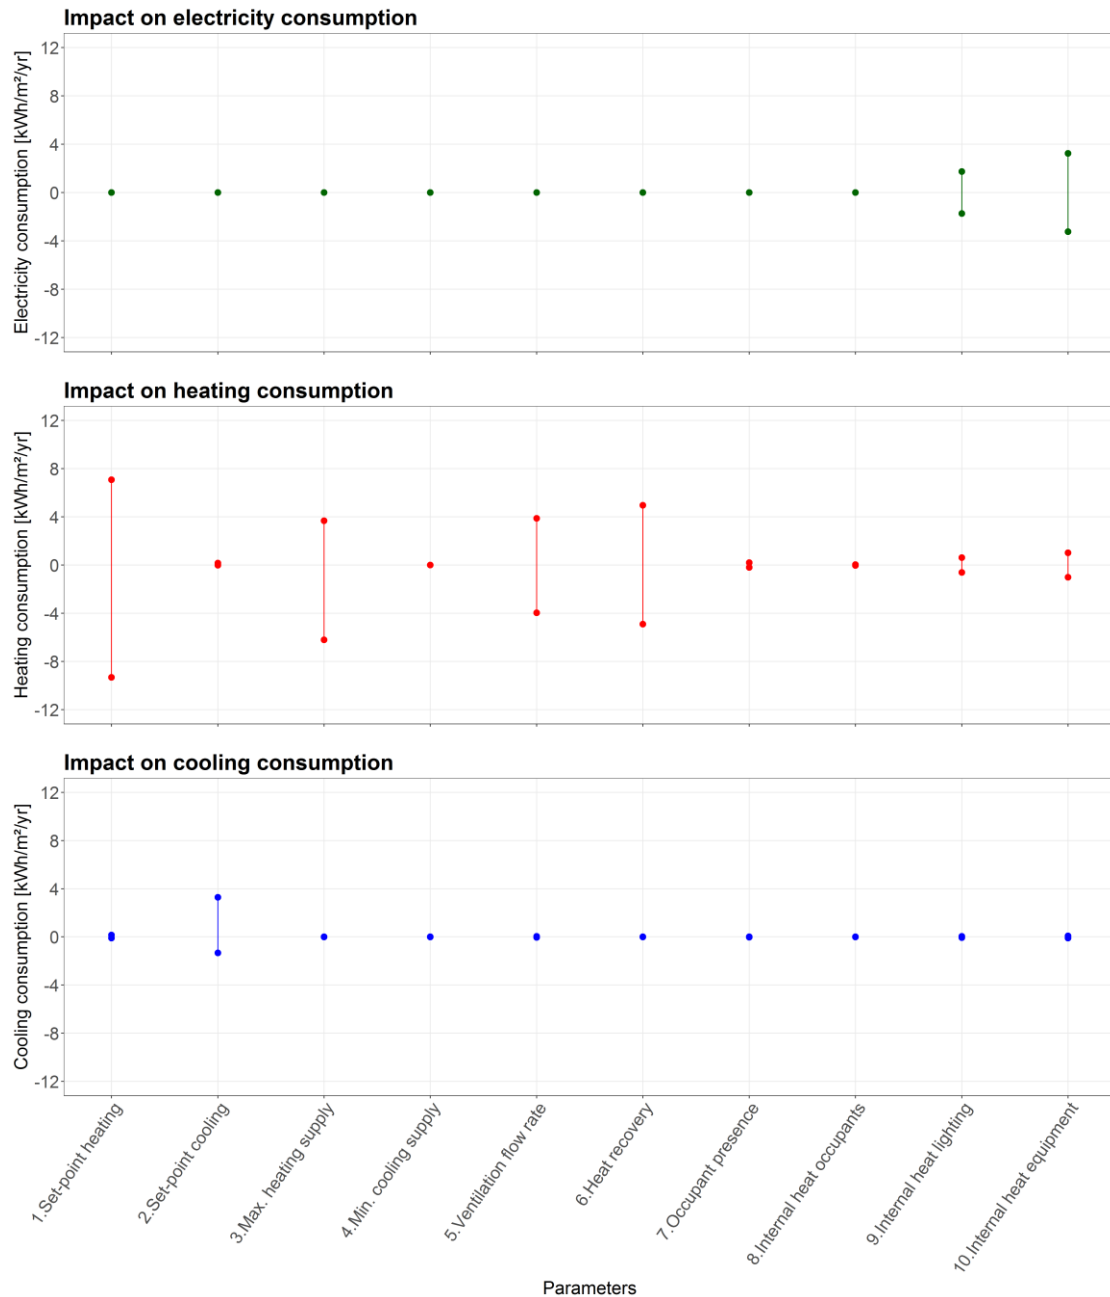 Impact on electricity consumption
Electricity consumption [kWh/m²/yr]
12
8
4
0
-4
-8
-12
Impact on heating consumption
Heating consumption [kWh/m²/yr]
12
8
4
0
-4
-8
-12
Impact on cooling consumption
Cooling consumption [kWh/m²/yr]
12
8
4
0
-4
-8
-12
1.Set-point heating
2.Set-point cooling
3.Max. heating supply
4.Min. cooling supply
5.Ventilation flow rate
6.Heat recovery
7.Occupant presence
8.Internal heat occupants
9.Internal heat lighting
10.Internal heat equipment
Parameters